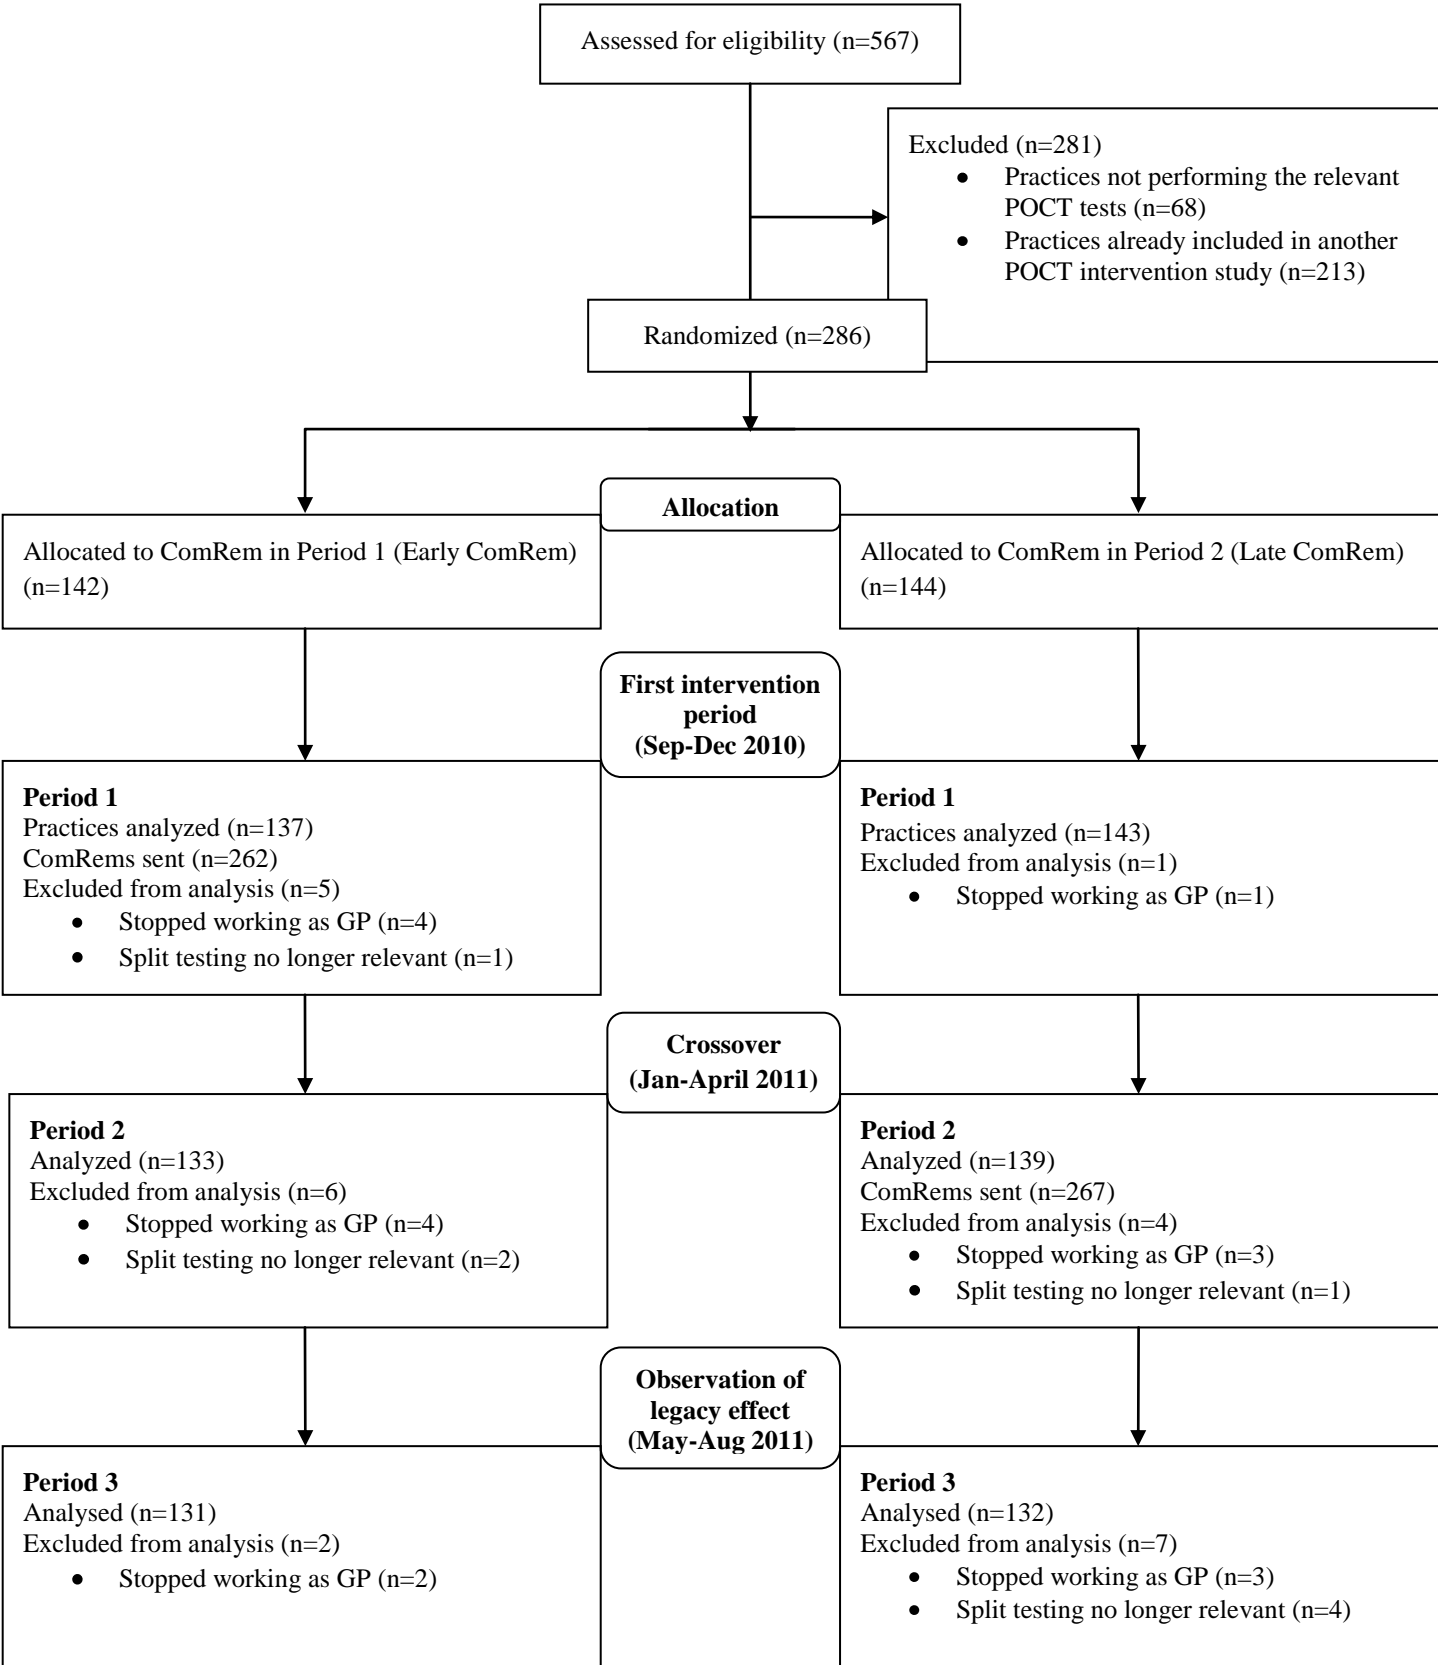 Assessed for eligibility (n=567)
Excluded (n=281)
• Practices not performing the relevant
POCT tests (n=68)
• Practices already included in another
POCT intervention study (n=213)
Randomized (n=286)
Allocation
Allocated to ComRem in Period 1 (Early ComRem)
(n=142)
Allocated to ComRem in Period 2 (Late ComRem)
(n=144)
First intervention
period
(Sep-Dec 2010)
Period 1
Practices analyzed (n=137)
ComRems sent (n=262)
Excluded from analysis (n=5)
• Stopped working as GP (n=4)
• Split testing no longer relevant (n=1)
Period 1
Practices analyzed (n=143)
Excluded from analysis (n=1)
• Stopped working as GP (n=1)
Crossover
(Jan-April 2011)
Period 2
Analyzed (n=133)
Excluded from analysis (n=6)
• Stopped working as GP (n=4)
• Split testing no longer relevant (n=2)
Period 2
Analyzed (n=139)
ComRems sent (n=267)
Excluded from analysis (n=4)
• Stopped working as GP (n=3)
• Split testing no longer relevant (n=1)
Observation of
legacy effect
(May-Aug 2011)
Period 3
Analysed (n=131)
Excluded from analysis (n=2)
• Stopped working as GP (n=2)
Period 3
Analysed (n=132)
Excluded from analysis (n=7)
• Stopped working as GP (n=3)
• Split testing no longer relevant (n=4)